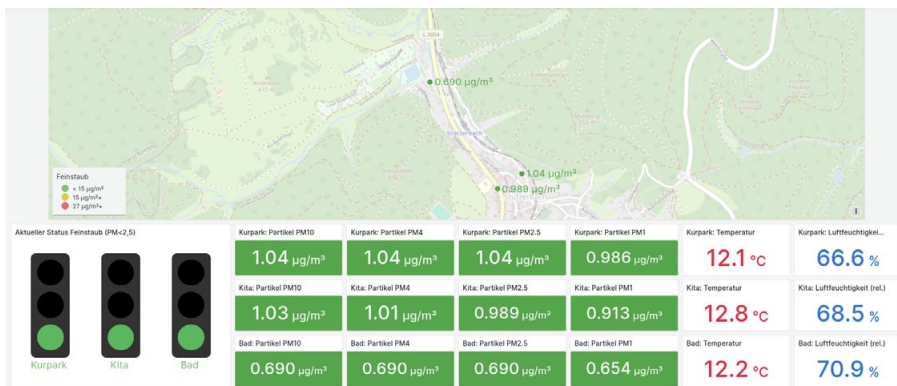 L 3004
0.690 µg/m³
Stützerbach
1.04 µg/m³
0.989 µg/m³
Stützerbach
Feinstaub
< 15 µg/m³
15 µg/m³+
27 µg/m³+
Aktueller Status Feinstaub (PM<2,5)
Kurpark
Kita
Bad
Kurpark: Partikel PM10
Kurpark: Partikel PM4
Kurpark: Partikel PM2.5
Kurpark: Partikel PM1
Kurpark: Temperatur
Kurpark: Luftfeuchtigkei...
1.04 µg/m³
1.04 µg/m³
1.04 µg/m³
0.986 µg/m³
12.1 °C
66.6 %
Kita: Partikel PM10
Kita: Partikel PM4
Kita: Partikel PM2.5
Kita: Partikel PM1
Kita: Temperatur
Kita: Luftfeuchtigkeit (rel.)
1.03 µg/m³
1.01 µg/m³
0.989 µg/m³
0.913 µg/m³
12.8 °C
68.5 %
Bad: Partikel PM10
Bad: Partikel PM4
Bad: Partikel PM2.5
Bad: Partikel PM1
Bad: Temperatur
Bad: Luftfeuchtigkeit (rel.)
0.690 µg/m³
0.690 µg/m³
0.690 µg/m³
0.654 µg/m³
12.2 °C
70.9 %